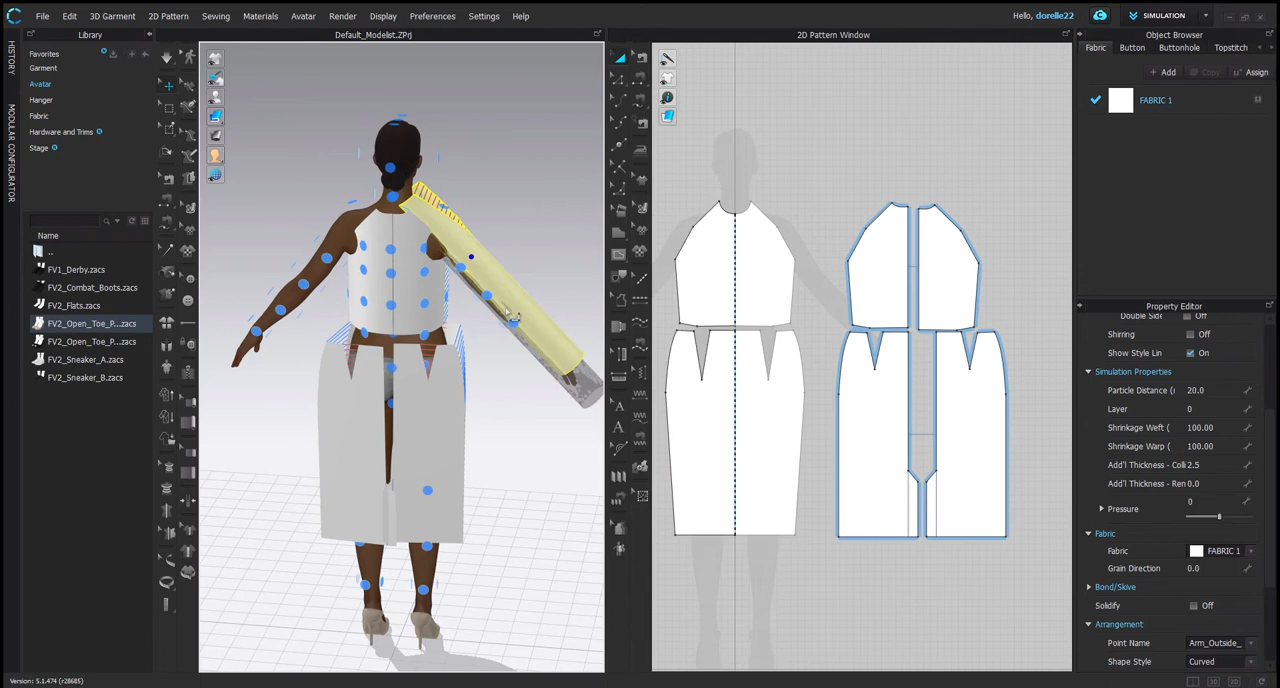 File Edit 3D Garment 2D Pattern Sewing Materials Avatar Render Display Preferences Settings Help
Hello, dorelle22
SIMULATION
Library
Default_Modelist.ZPrj
2D Pattern Window
Object Browser
HISTORY
MODULAR CONFIGURATOR
Favorites
Garment
Avatar
Hanger
Fabric
Hardware and Trims
Stage
Name
..
FV1_Derby.zacs
FV2_Combat_Boots.zacs
FV2_Flats.zacs
FV2_Open_Toe_P...zacs
FV2_Open_Toe_P...zacs
FV2_Sneaker_A.zacs
FV2_Sneaker_B.zacs
Fabric Button Buttonhole Topstitch
+ Add Copy Assign
FABRIC 1
Property Editor
Double Side Off
Shirring Off
Show Style Lin On
Simulation Properties
Particle Distance ( 20.0
Layer 0
Shrinkage Weft ( 100.00
Shrinkage Warp ( 100.00
Add'l Thickness - Colli 2.5
Add'l Thickness - Ren 0.0
0
Pressure
Fabric
Fabric FABRIC 1
Grain Direction 0.0
Bond/Skive
Solidify Off
Arrangement
Point Name Arm_Outside_
Shape Style Curved
Version: 5.1.474 (r28685)
3D
2D